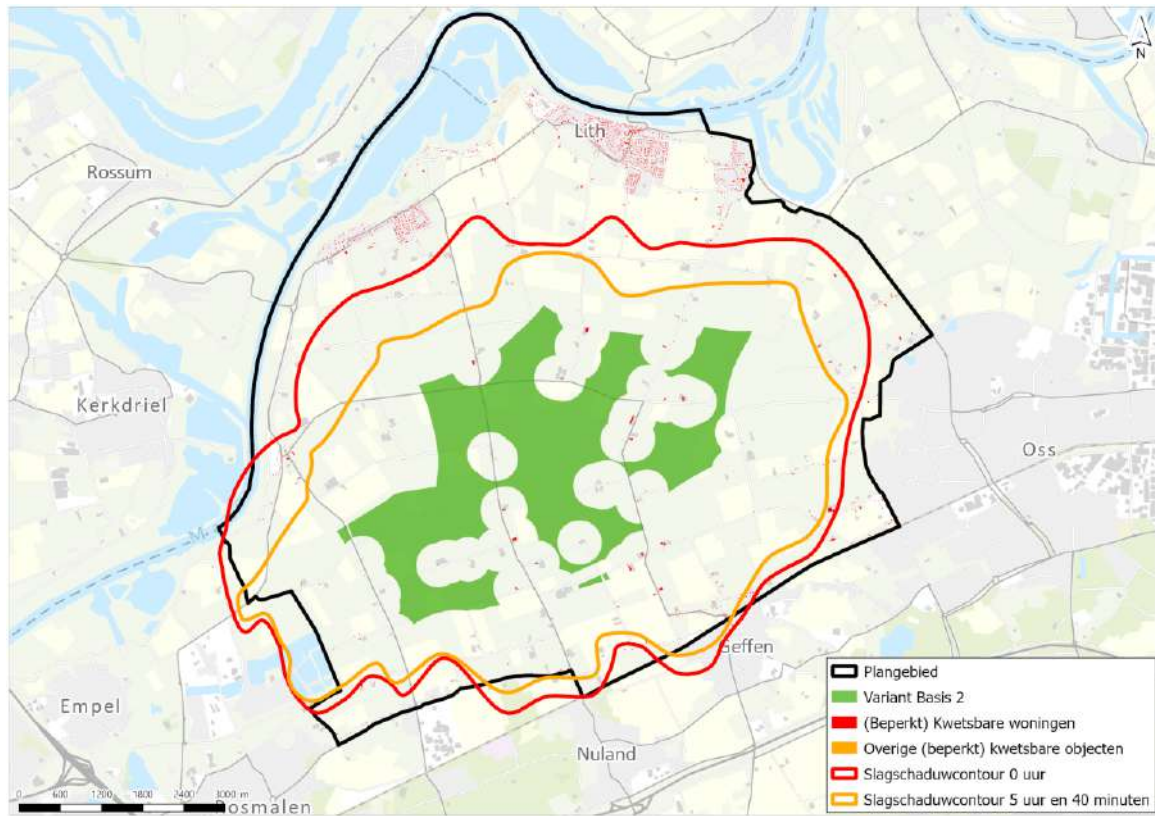 N
Lith
Rossum
Kerkdriel
Oss
Geffen
Empel
Nuland
Rosmalen
0 600 1200 1800 2400 3000 m
Plangebied
Variant Basis 2
(Beperkt) Kwetsbare woningen
Overige (beperkt) kwetsbare objecten
Slagschaduwcontour 0 uur
Slagschaduwcontour 5 uur en 40 minuten